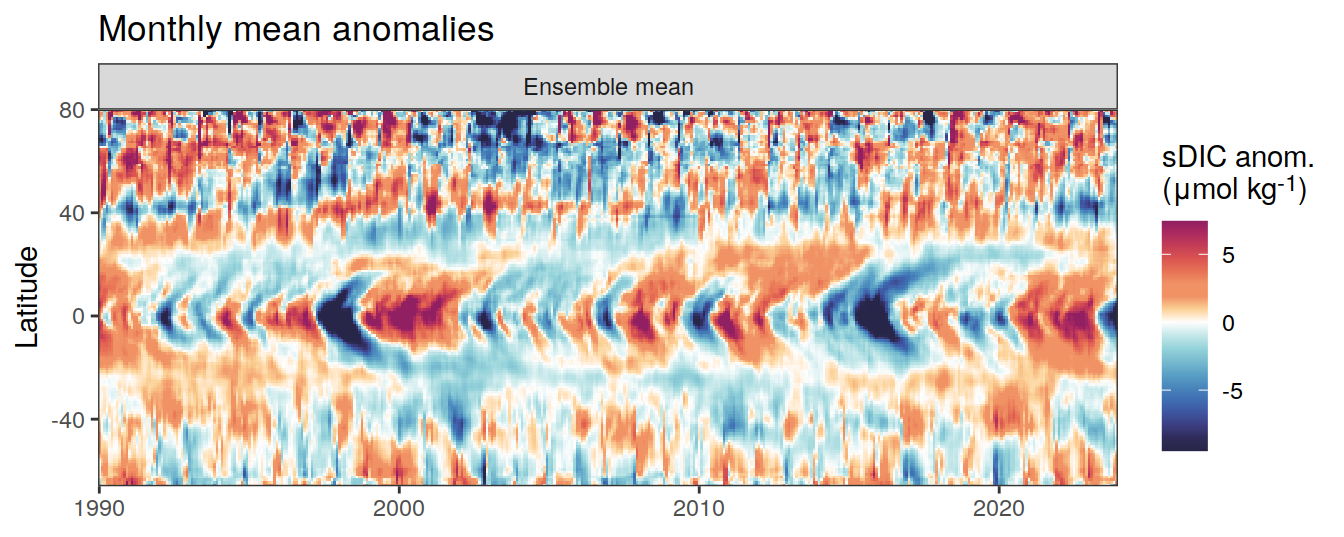 Monthly mean anomalies
Ensemble mean
80
40
0
-40
Latitude
1990
2000
2010
2020
sDIC anom.
(μmol kg⁻¹)
5
0
-5